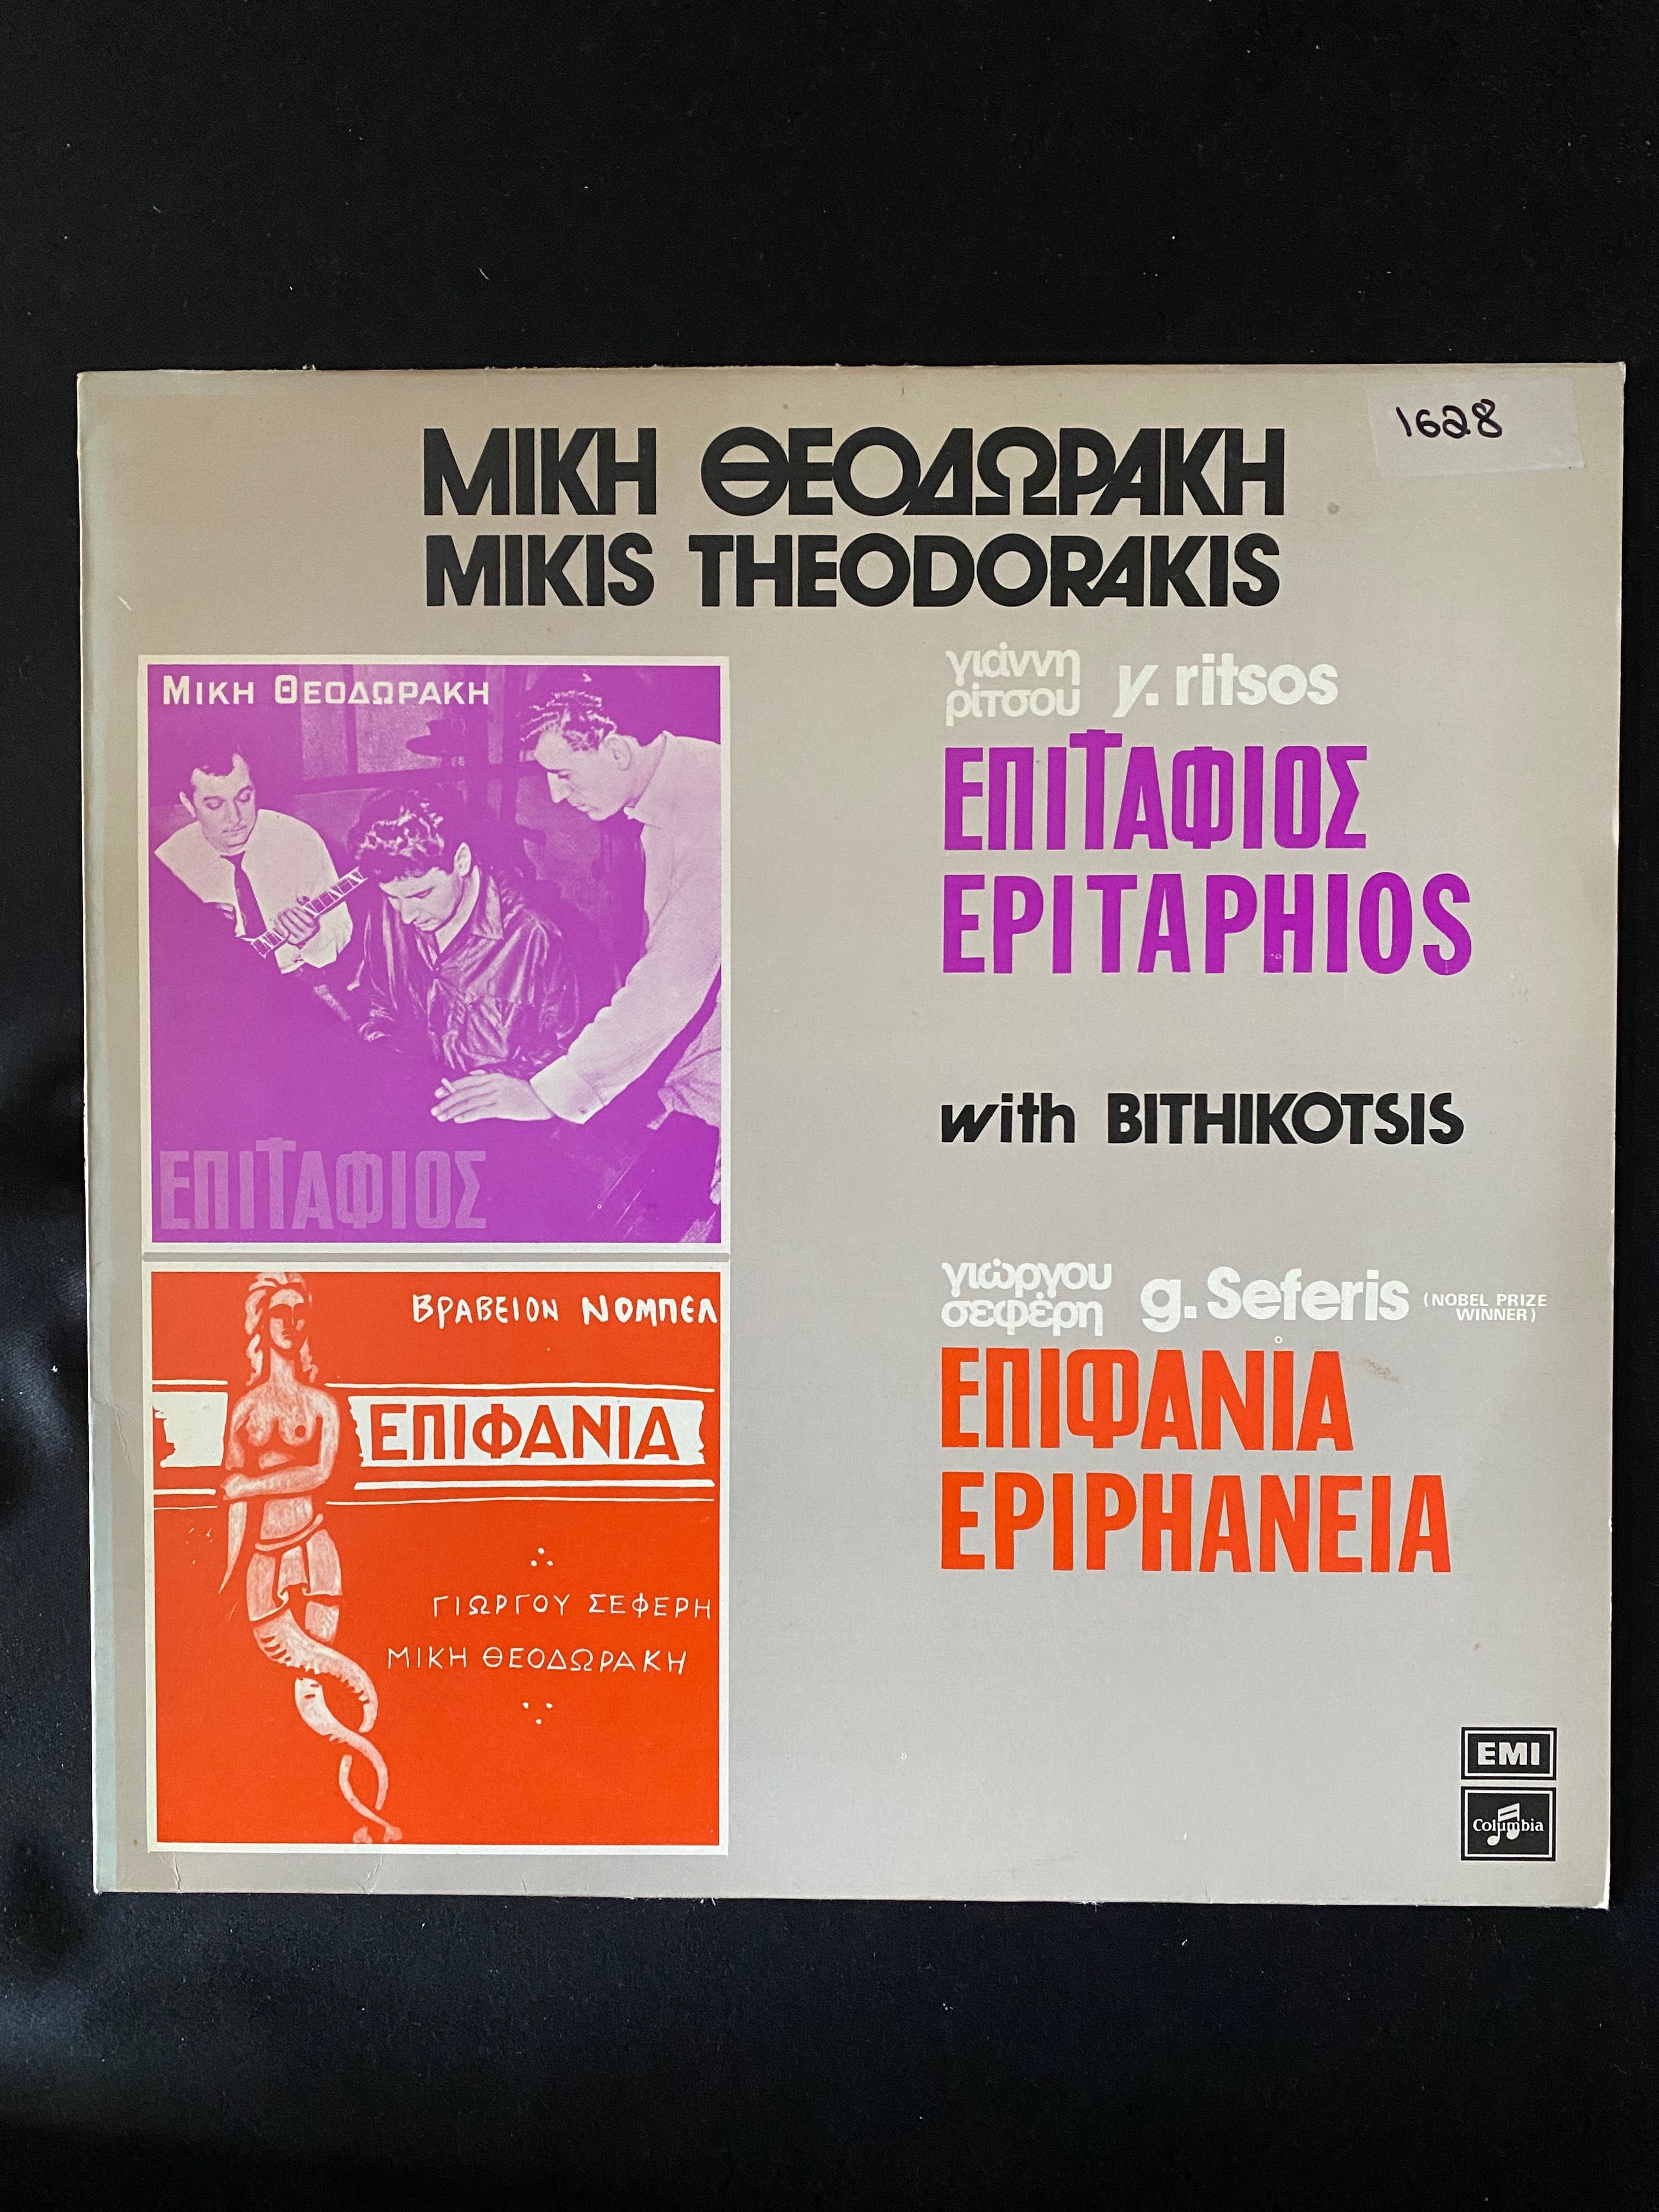 1628
ΜΙΚΗ ΘΕΟΔΩΡΑΚΗ
MIKIS THEODORAKIS
ΜΙΚΗ ΘΕΟΔΩΡΑΚΗ
ΕΠΙΤΑΦΙΟΣ
γιάννη
ρίτσου
y. ritsos
ΕΠΙΤΑΦΙΟΣ
EPITAPHIOS
with BITHIKOTSIS
ΒΡΑΒΕΙΟΝ ΝΟΜΠΕΛ
ΕΠΙΦΑΝΙΑ
ΓΙΩΡΓΟΥ ΣΕΦΕΡΗ
ΜΙΚΗ ΘΕΟΔΩΡΑΚΗ
γιώργου
σεφέρη
g. Seferis
(NOBEL PRIZE
WINNER)
ΕΠΙΦΑΝΙΑ
EPIPHANEIA
EMI
Columbia